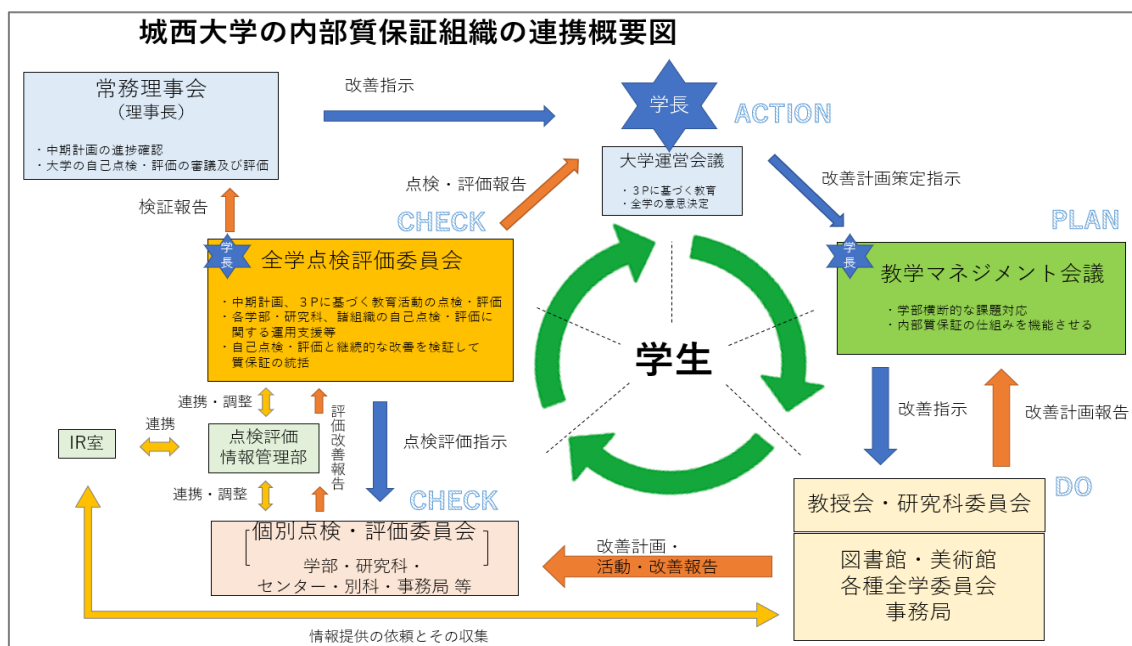 城西大学の内部質保証組織の連携概要図
常務理事会
（理事長）
・中期計画の進捗確認
・大学の自己点検・評価の審議及び評価
改善指示
学長
ACTION
大学運営会議
・３Pに基づく教育
・全学の意思決定
点検・評価報告
改善計画策定指示
検証報告
CHECK
PLAN
学長
全学点検評価委員会
・中期計画、３Pに基づく教育活動の点検・評価
・各学部・研究科、諸組織の自己点検・評価に
関する運用支援等
・自己点検・評価と継続的な改善を検証して
質保証の統括
学長
教学マネジメント会議
・学部横断的な課題対応
・内部質保証の仕組みを機能させる
学生
連携・調整
評価改善報告
点検評価指示
改善指示
改善計画報告
IR室
連携
点検評価
情報管理部
連携・調整
CHECK
DO
個別点検・評価委員会
学部・研究科・
センター・別科・事務局 等
改善計画・
活動・改善報告
教授会・研究科委員会
図書館・美術館
各種全学委員会
事務局
情報提供の依頼とその収集